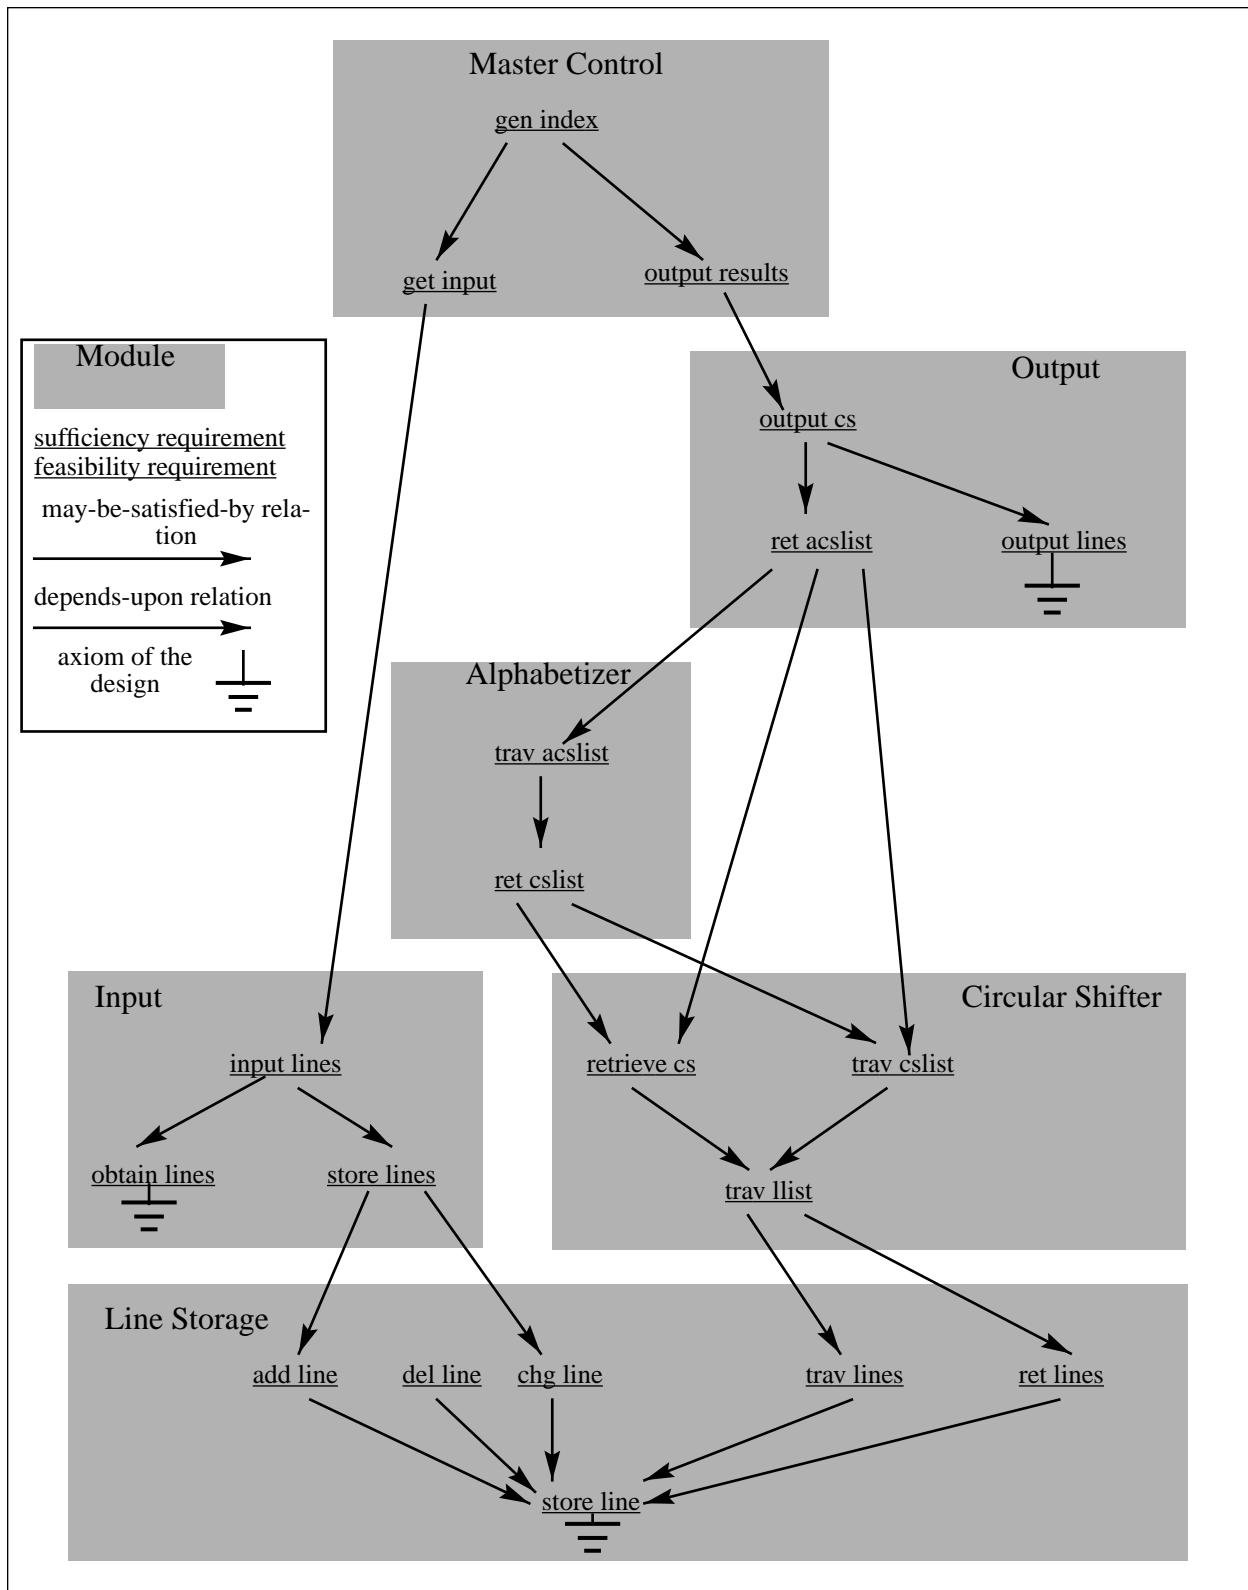 Master Control
gen index
get input
output results
Module
sufficiency requirement
feasibility requirement
may-be-satisfied-by rela-
tion
depends-upon relation
axiom of the
design
Output
output cs
ret acslist
output lines
Alphabetizer
trav acslist
ret cslist
Input
input lines
obtain lines
store lines
Circular Shifter
retrieve cs
trav cslist
trav llist
Line Storage
add line
del line
chg line
trav lines
ret lines
store line